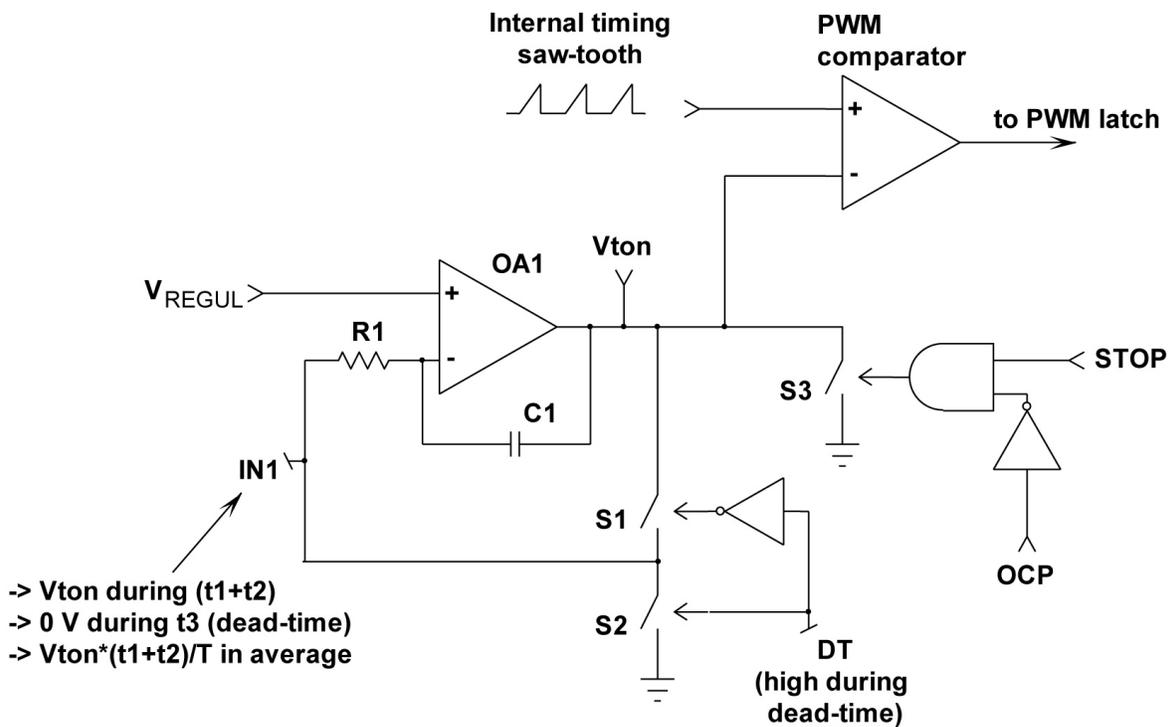 Internal timing
saw-tooth
PWM
comparator
+
-
to PWM latch
Vton
OA1
VREGUL
+
-
R1
C1
S3
STOP
IN1
S1
OCP
-> Vton during (t1+t2)
-> 0 V during t3 (dead-time)
-> Vton*(t1+t2)/T in average
S2
DT
(high during
dead-time)